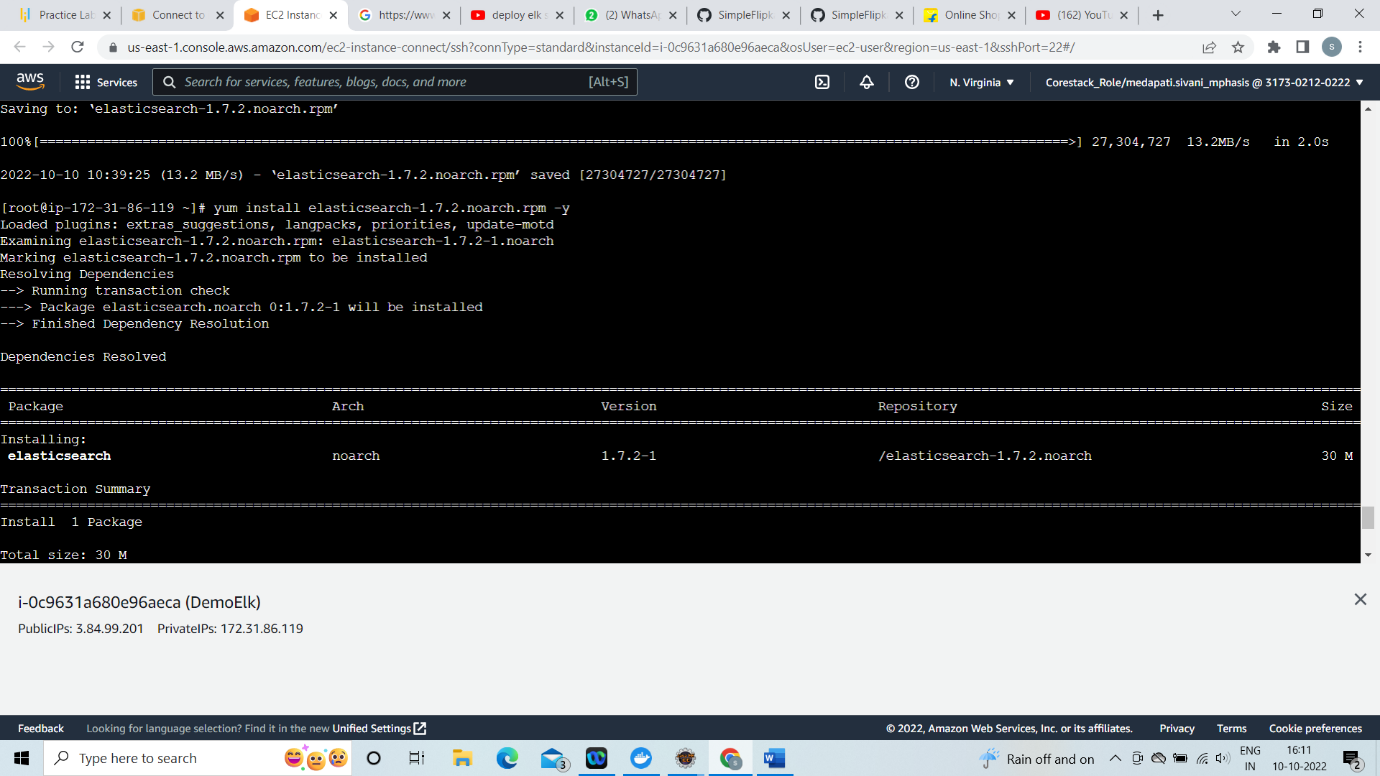 Practice Lab
Connect to
EC2 Instanc
https://www
deploy elk s
(2) WhatsAp
SimpleFlipk
SimpleFlipk
Online Shop
(162) YouTu
us-east-1.console.aws.amazon.com/ec2-instance-connect/ssh?connType=standard&instanceId=i-0c9631a680e96aeca&osUser=ec2-user&region=us-east-1&sshPort=22#/
S
aws
Services
Search for services, features, blogs, docs, and more
[Alt+S]
N. Virginia
Corestack_Role/medapati.sivani_mphasis @ 3173-0212-0222
Saving to: ‘elasticsearch-1.7.2.noarch.rpm’
100%[===================================================================================================================================>] 27,304,727 13.2MB/s in 2.0s
2022-10-10 10:39:25 (13.2 MB/s) - ‘elasticsearch-1.7.2.noarch.rpm’ saved [27304727/27304727]
[root@ip-172-31-86-119 ~]# yum install elasticsearch-1.7.2.noarch.rpm -y
Loaded plugins: extras_suggestions, langpacks, priorities, update-motd
Examining elasticsearch-1.7.2.noarch.rpm: elasticsearch-1.7.2-1.noarch
Marking elasticsearch-1.7.2.noarch.rpm to be installed
Resolving Dependencies
--> Running transaction check
---> Package elasticsearch.noarch 0:1.7.2-1 will be installed
--> Finished Dependency Resolution
Dependencies Resolved
Package Arch Version Repository Size
Installing:
elasticsearch noarch 1.7.2-1 /elasticsearch-1.7.2.noarch 30 M
Transaction Summary
Install 1 Package
Total size: 30 M
i-0c9631a680e96aeca (DemoElk)
PublicIPs: 3.84.99.201 PrivateIPs: 172.31.86.119
Feedback Looking for language selection? Find it in the new Unified Settings © 2022, Amazon Web Services, Inc. or its affiliates. Privacy Terms Cookie preferences
Type here to search
3
Rain off and on
ENG
IN
16:11
10-10-2022
2